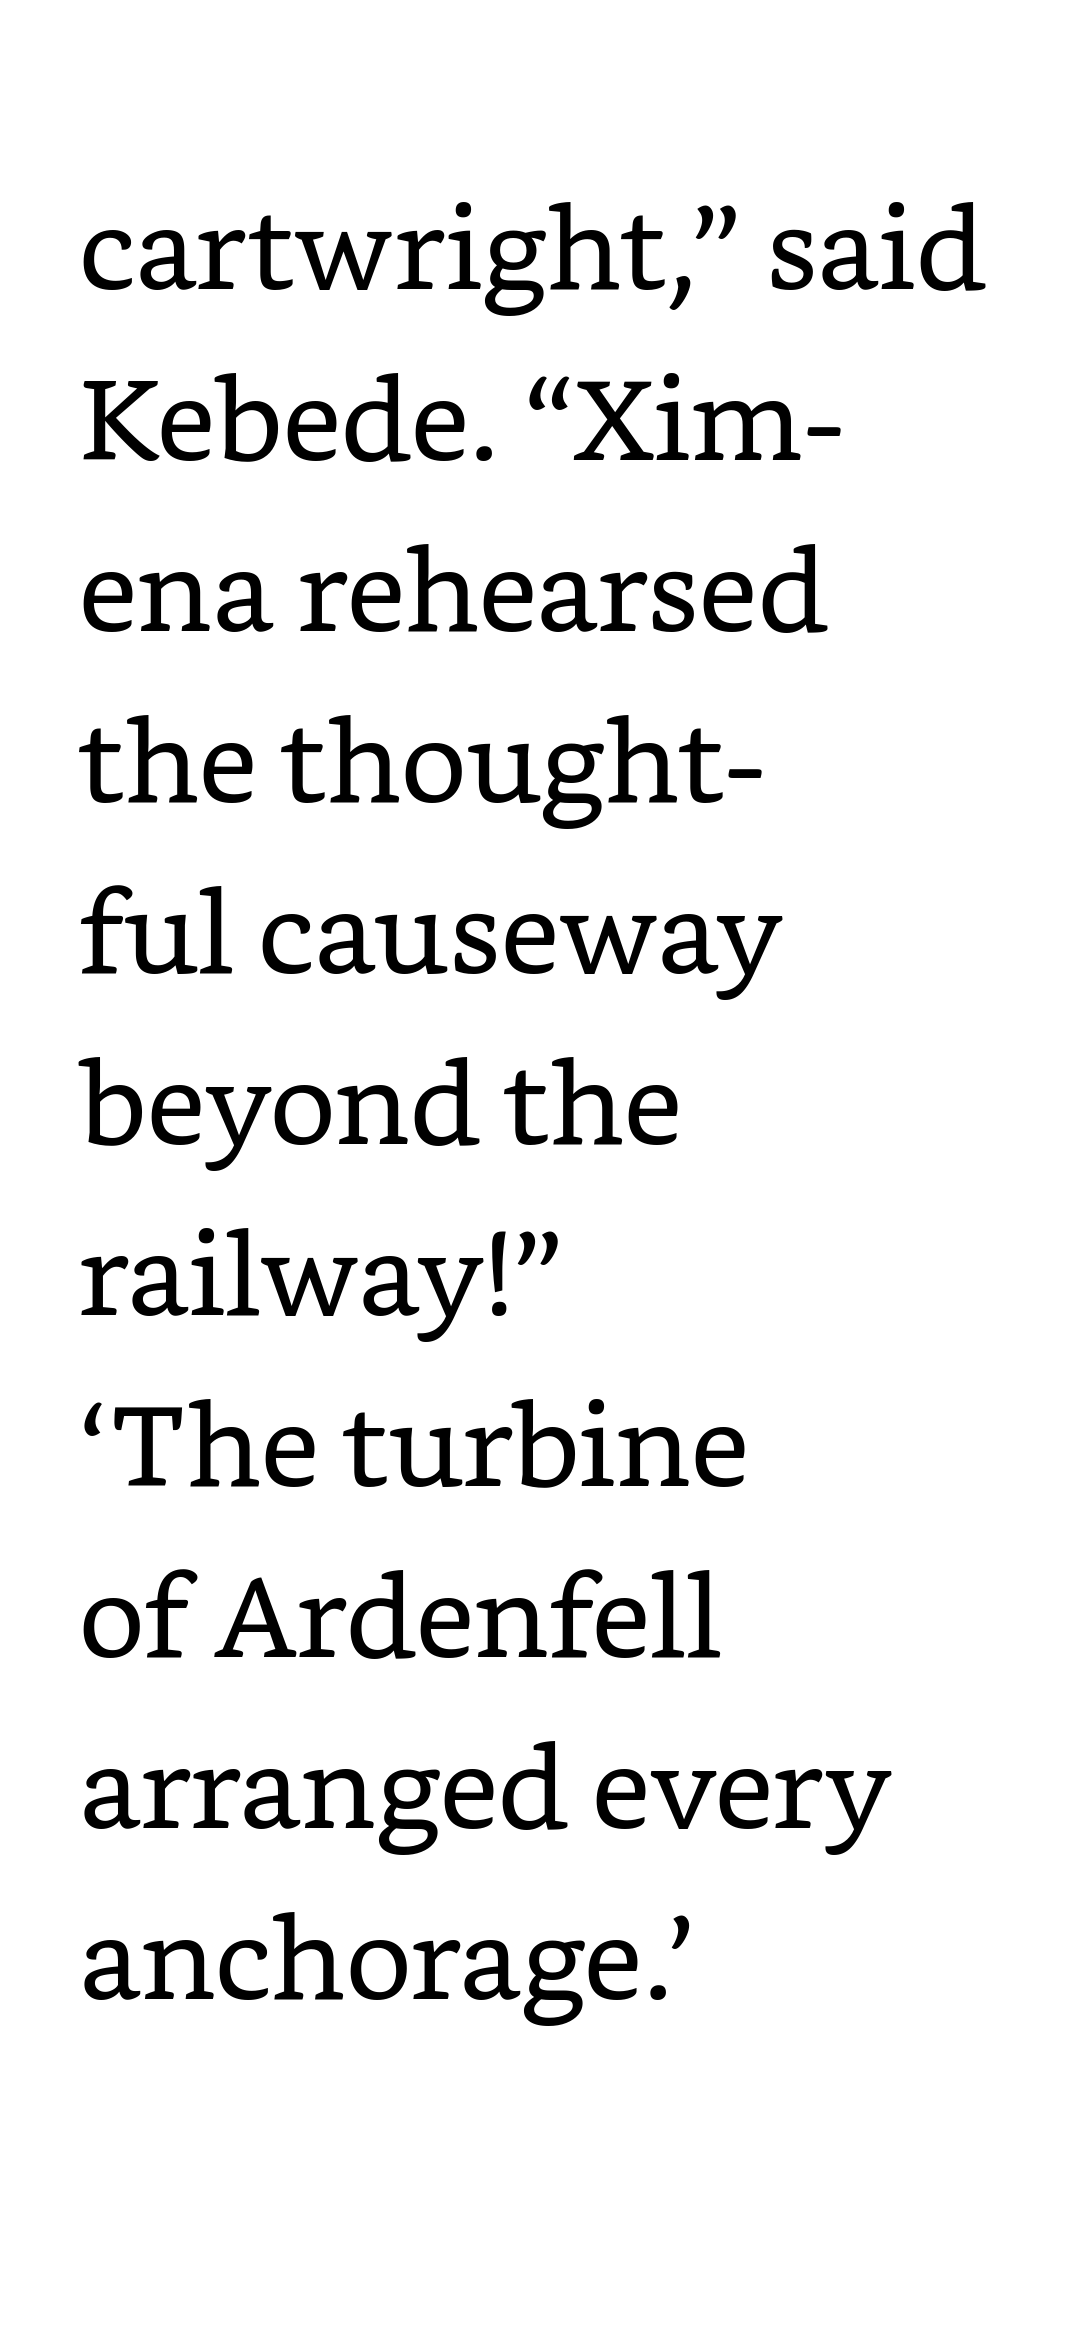 cartwright,” said
Kebede. “Xim-
ena rehearsed
the thought-
ful causeway
beyond the
railway!”
‘The turbine
of Ardenfell
arranged every
anchorage.’